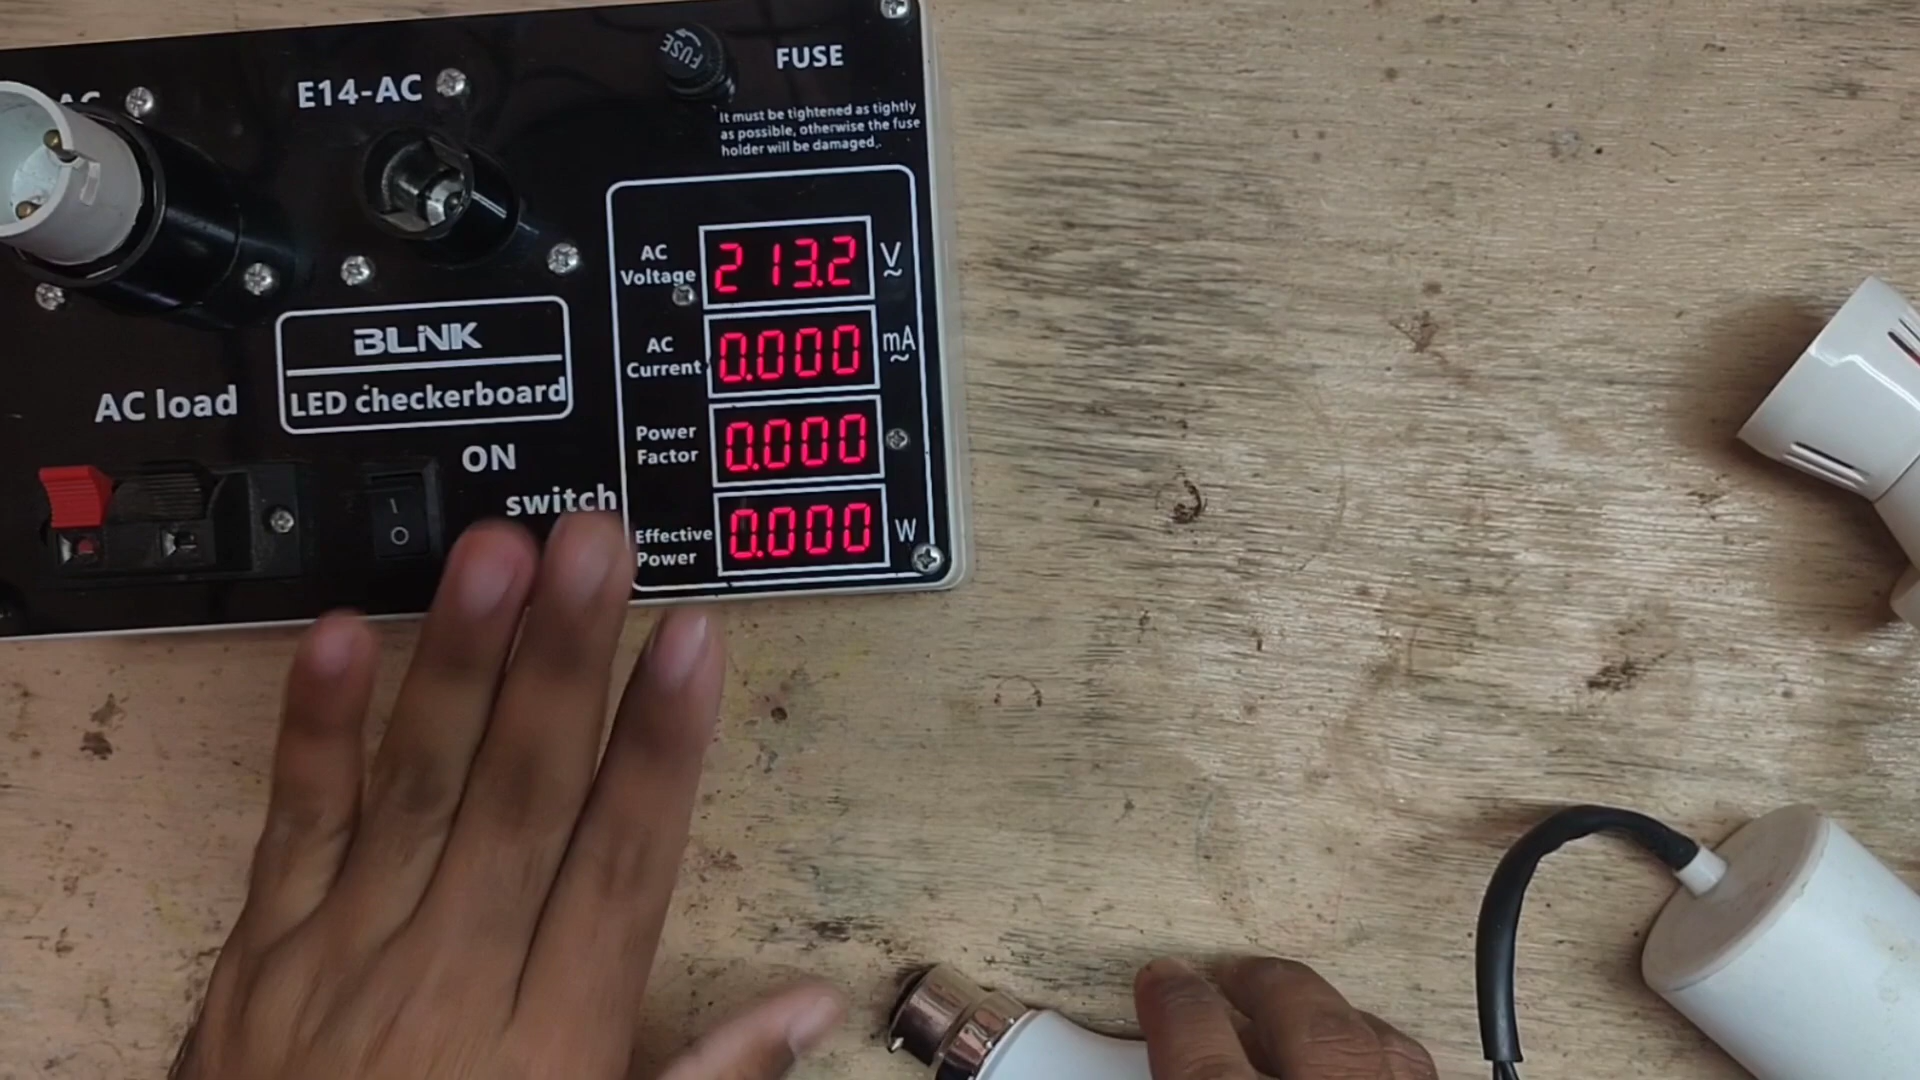 AC
E14-AC
FUSE
FUSE
It must be tightened as tightly
as possible, otherwise the fuse
holder will be damaged,.
AC
Voltage
213.2
V
~
AC
Current
0.000
mA
~
Power
Factor
0.000
Effective
Power
0.000
W
BLiNK
LED checkerboard
AC load
ON
switch
I
O